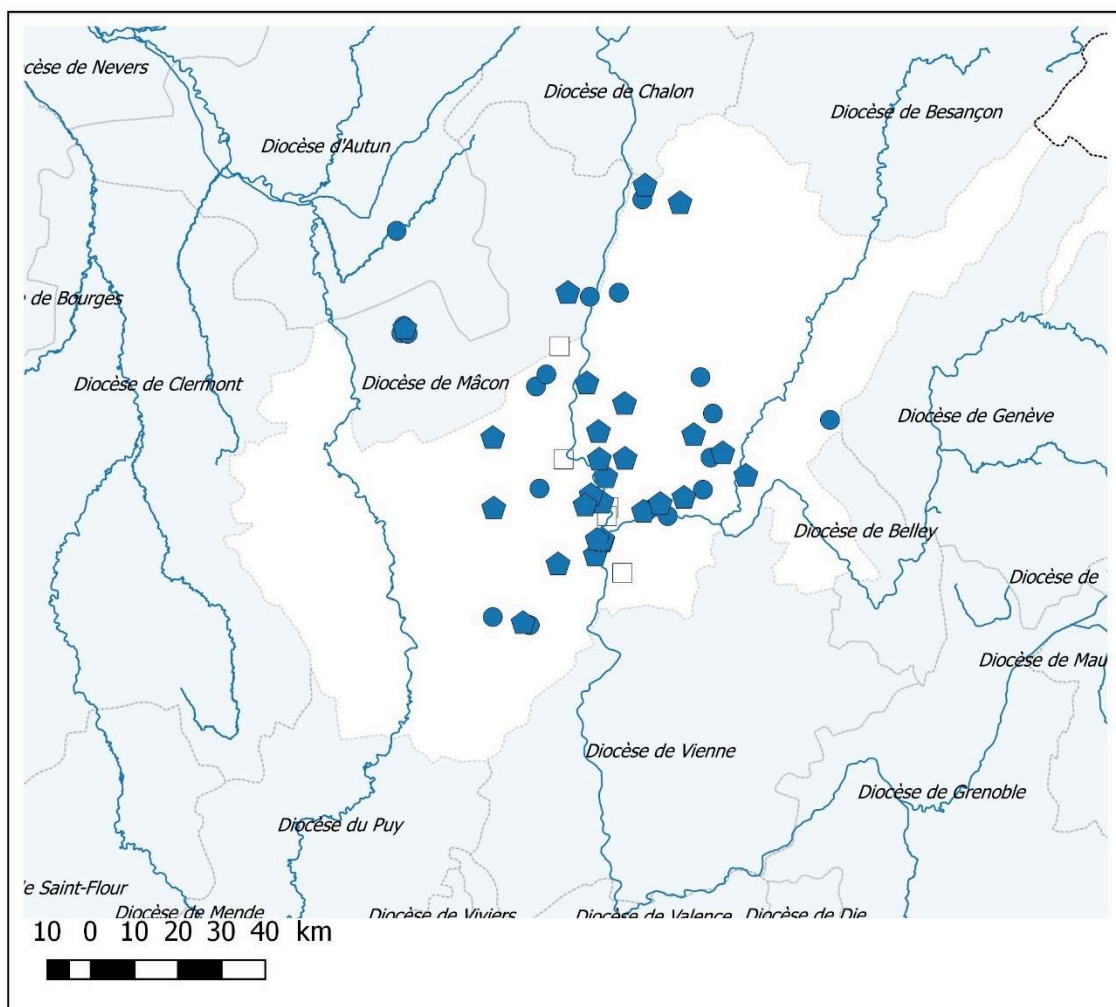 cèse de Nevers
Diocèse de Chalon
Diocèse de Besançon
Diocèse d'Autun
de Bourges
Diocèse de Clermont
Diocèse de Mâcon
Diocèse de Genève
Diocèse de Belley
Diocèse de
Diocèse de Mau
Diocèse de Vienne
Diocèse de Grenoble
Diocèse du Puy
e Saint-Flour
Diocèse de Mende
Diocèse de Viviers
Diocèse de Valence
Diocèse de Die
10 0 10 20 30 40 km